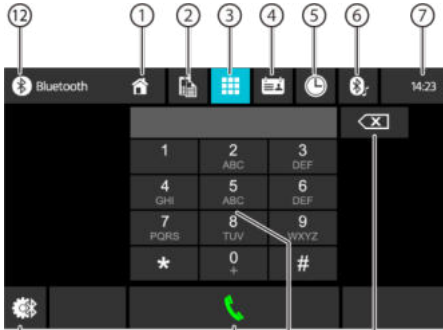 12 1 2 3 4 5 6 7
Bluetooth 14:23
1 2 3
ABC DEF
4 5 6
GHI ABC DEF
7 8 9
PQRS TUV WXYZ
* 0 #
+